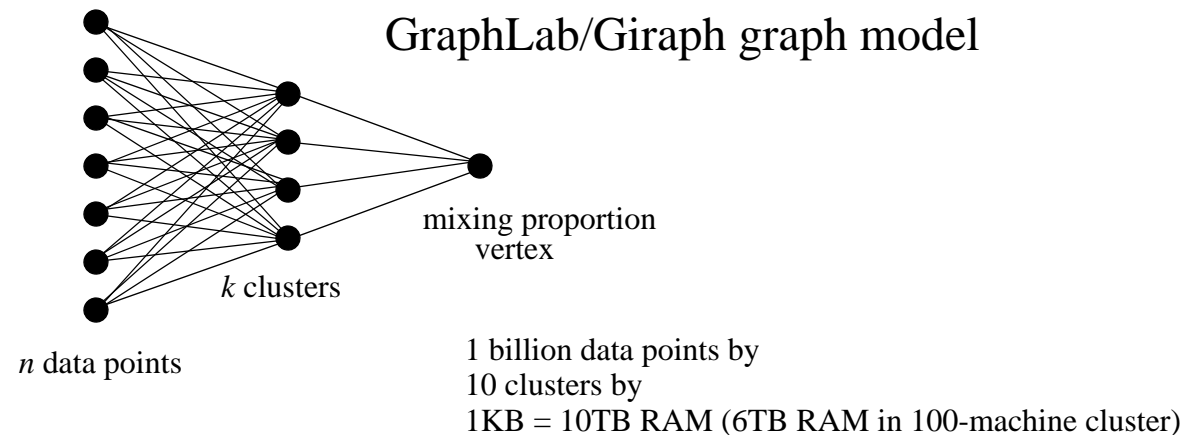 GraphLab/Giraph graph model
mixing proportion
vertex
k clusters
n data points
1 billion data points by
10 clusters by
1KB = 10TB RAM (6TB RAM in 100-machine cluster)